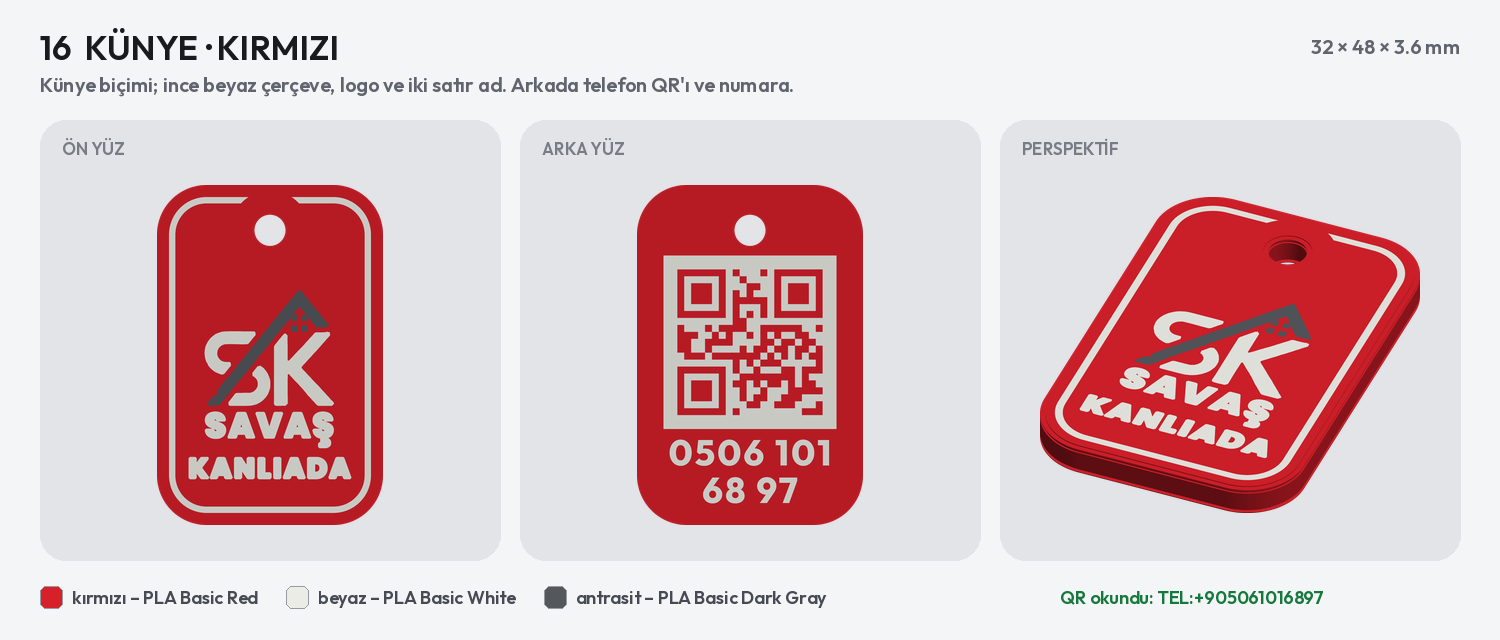 16 KÜNYE · KIRMIZI
32 × 48 × 3.6 mm
Künye biçimi; ince beyaz çerçeve, logo ve iki satır ad. Arkada telefon QR'ı ve numara.
ÖN YÜZ
SK
SAVAŞ
KANLIADA
ARKA YÜZ
0506 101
68 97
PERSPEKTİF
SK
SAVAŞ
KANLIADA
kırmızı – PLA Basic Red
beyaz – PLA Basic White
antrasit – PLA Basic Dark Gray
QR okundu: TEL:+905061016897